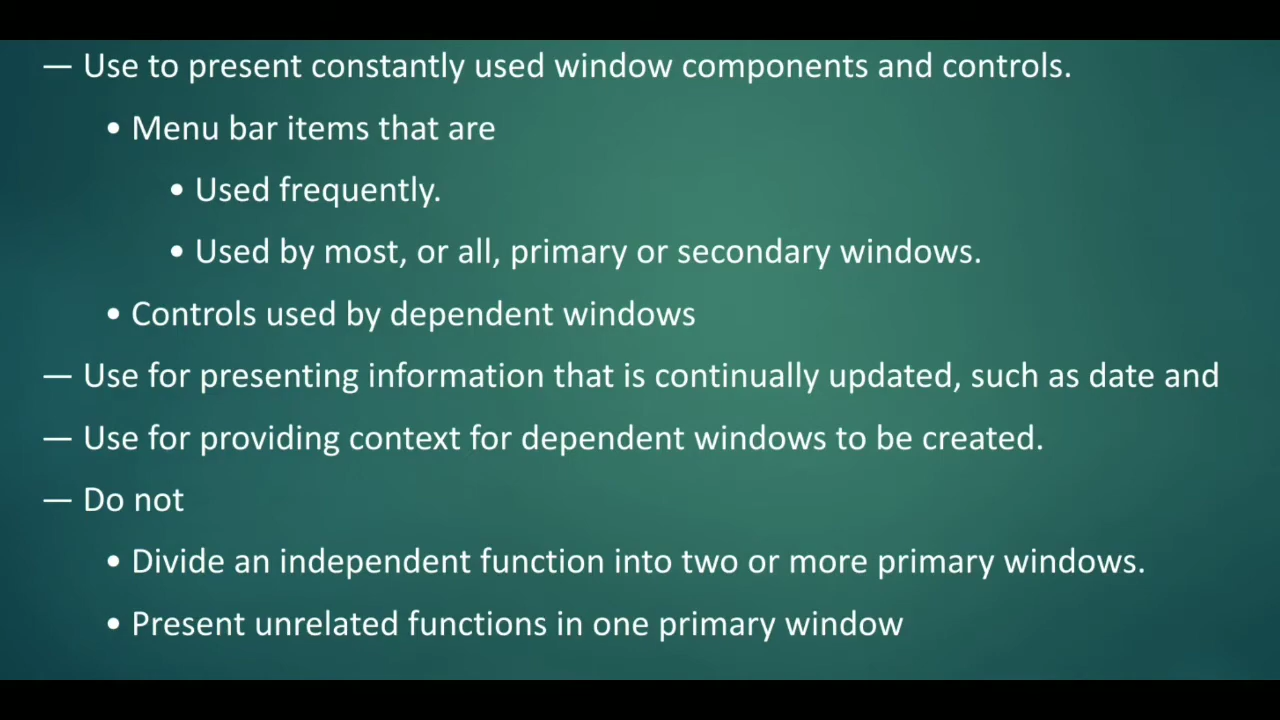 — Use to present constantly used window components and controls.
• Menu bar items that are
• Used frequently.
• Used by most, or all, primary or secondary windows.
• Controls used by dependent windows
— Use for presenting information that is continually updated, such as date and
— Use for providing context for dependent windows to be created.
— Do not
• Divide an independent function into two or more primary windows.
• Present unrelated functions in one primary window